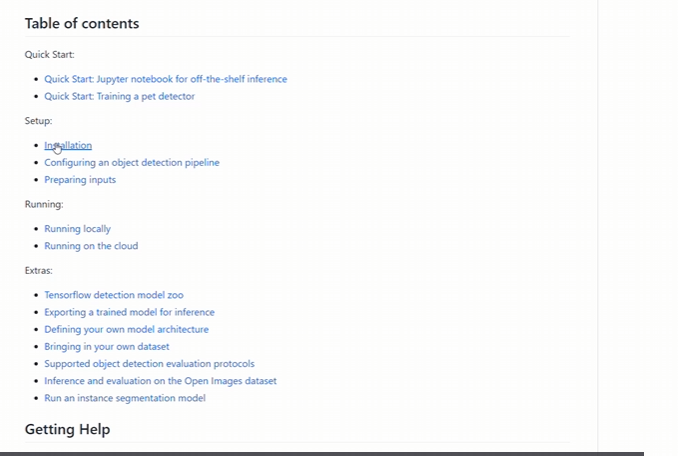 Table of contents
Quick Start:
Quick Start: Jupyter notebook for off-the-shelf inference
Quick Start: Training a pet detector
Setup:
Installation
Configuring an object detection pipeline
Preparing inputs
Running:
Running locally
Running on the cloud
Extras:
Tensorflow detection model zoo
Exporting a trained model for inference
Defining your own model architecture
Bringing in your own dataset
Supported object detection evaluation protocols
Inference and evaluation on the Open Images dataset
Run an instance segmentation model
Getting Help